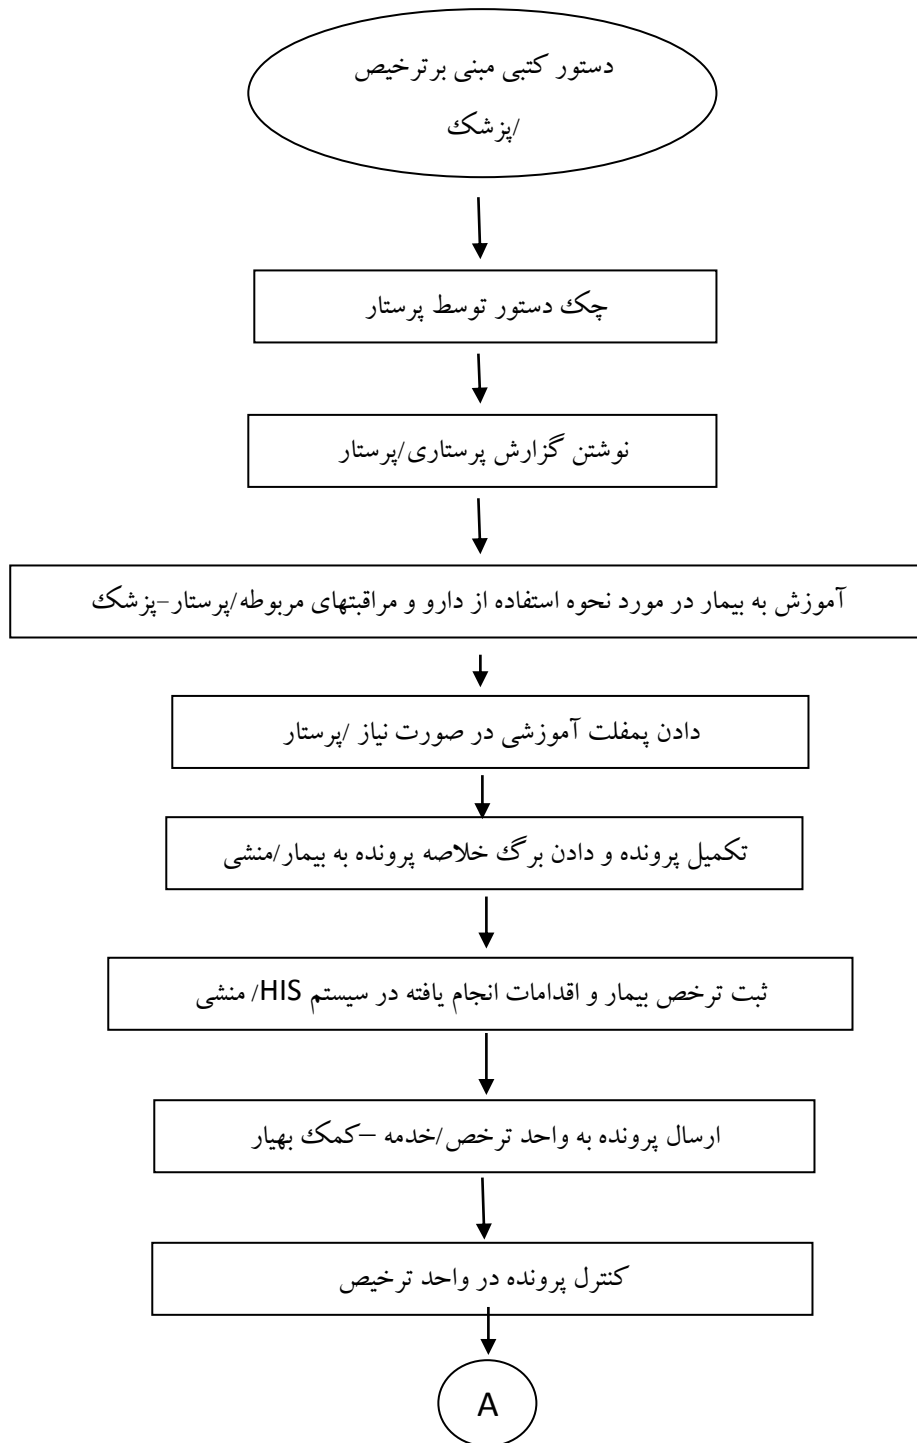 دستور کتبی مبنی برترخیص
/پزشک
چک دستور توسط پرستار
نوشتن گزارش پرستاری/پرستار
آموزش به بیمار در مورد نحوه استفاده از دارو و مراقبتهای مربوطه/پرستار-پزشک
دادن پمفلت آموزشی در صورت نیاز /پرستار
تکمیل پرونده و دادن برگ خلاصه پرونده به بیمار/منشی
ثبت ترخص بیمار و اقدامات انجام یافته در سیستم HIS/ منشی
ارسال پرونده به واحد ترخص/خدمه –کمک بهیار
کنترل پرونده در واحد ترخیص
A